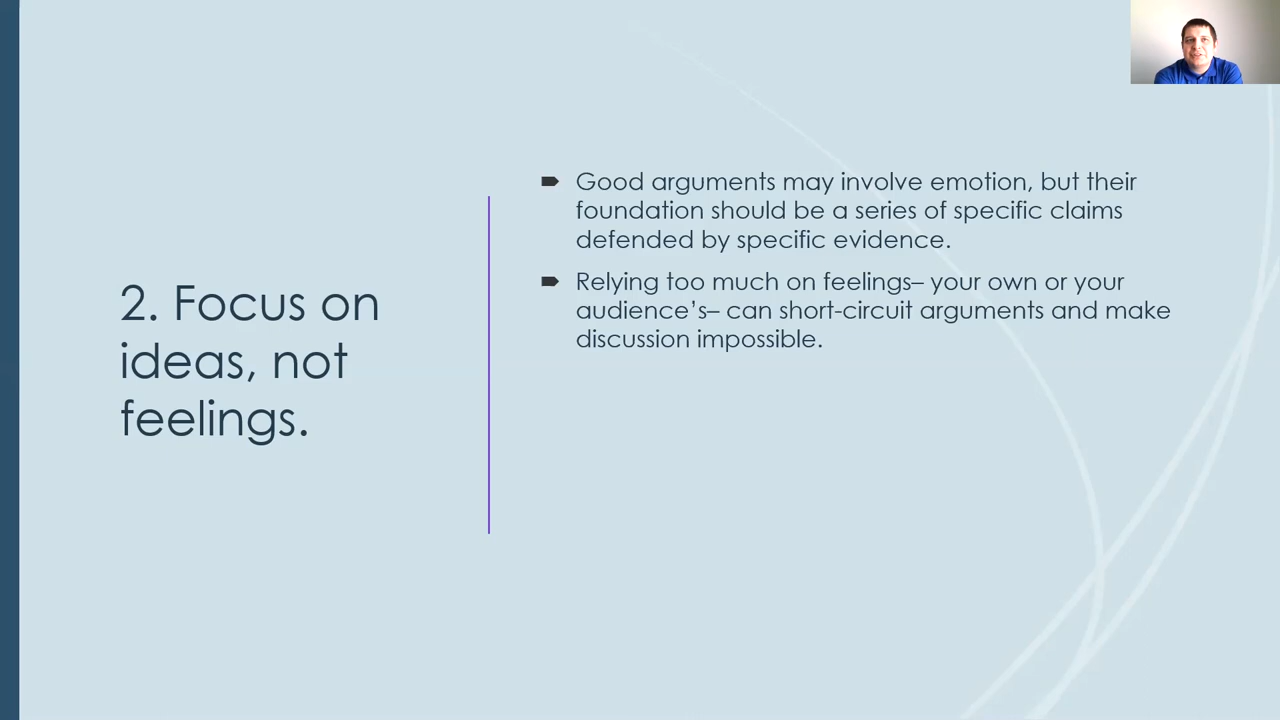 2. Focus on
ideas, not
feelings.
Good arguments may involve emotion, but their
foundation should be a series of specific claims
defended by specific evidence.
Relying too much on feelings– your own or your
audience’s– can short-circuit arguments and make
discussion impossible.